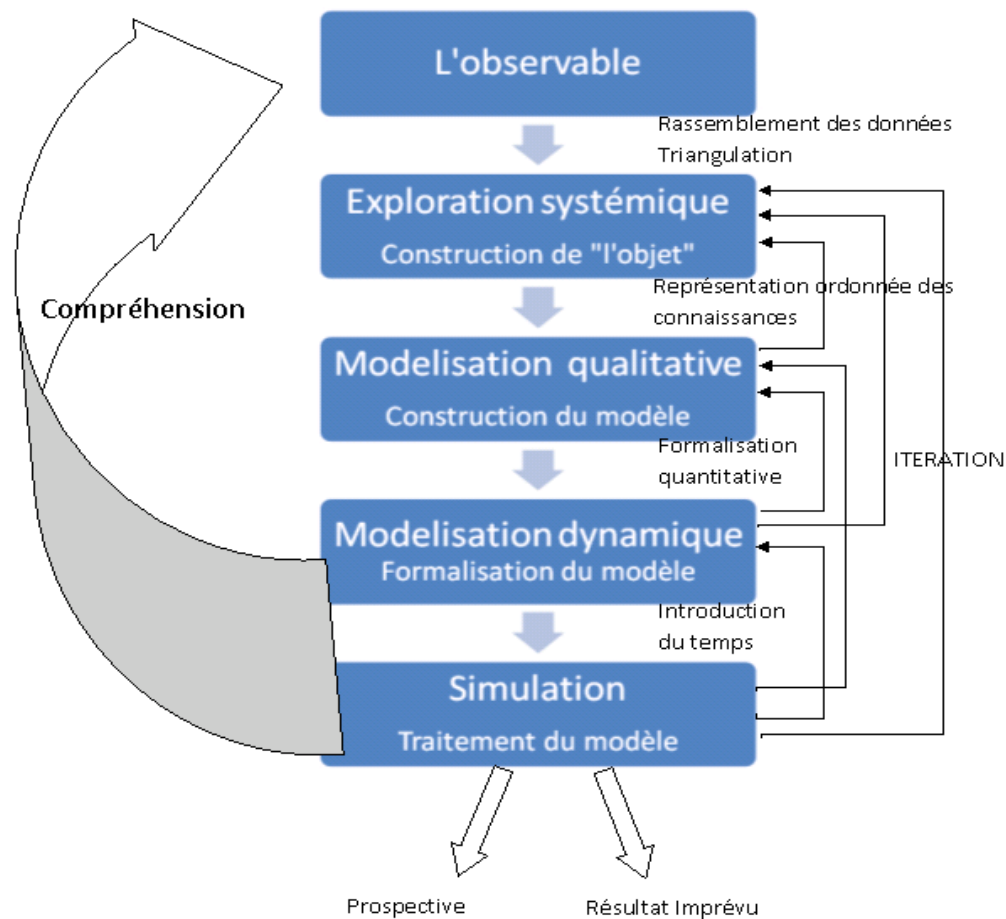 L'observable
Rassemblement des données
Triangulation
Exploration systémique
Construction de "l'objet"
Représentation ordonnée des
connaissances
Compréhension
Modelisation qualitative
Construction du modèle
Formalisation
quantitative
ITERATION
Modelisation dynamique
Formalisation du modèle
Introduction
du temps
Simulation
Traitement du modèle
Prospective
Résultat Imprévu